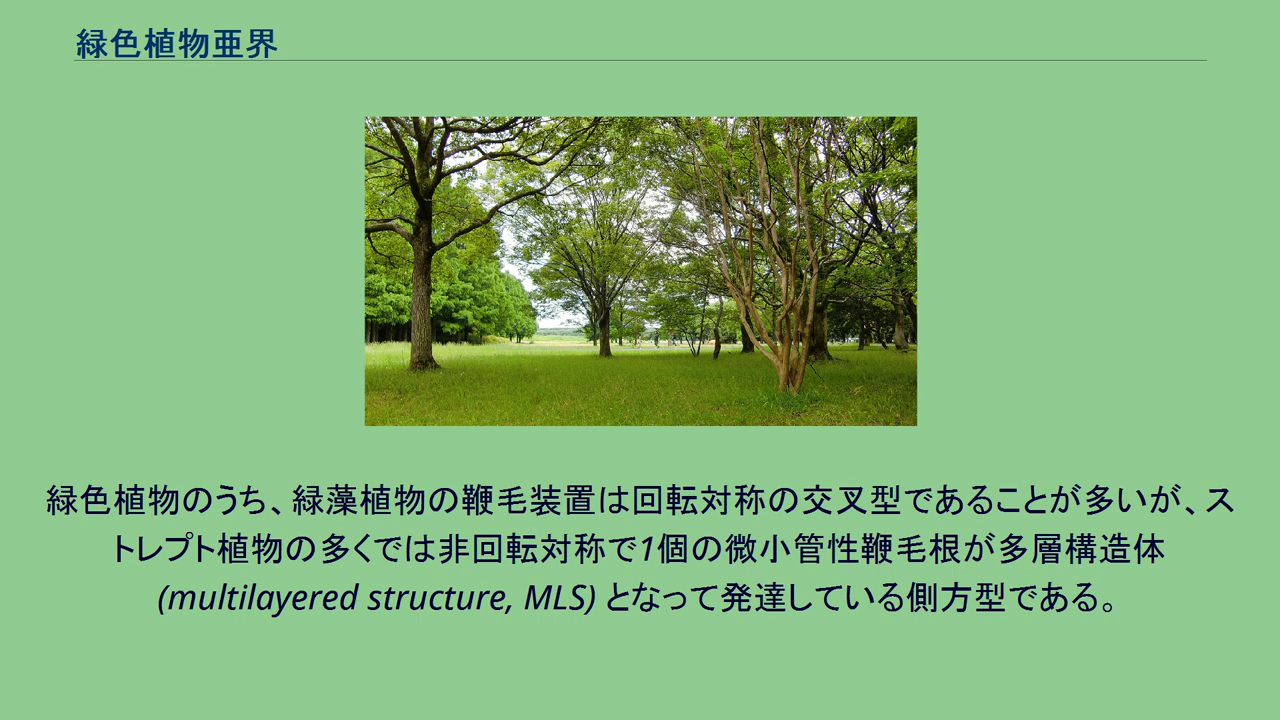 緑色植物亜界
緑色植物のうち、緑藻植物の鞭毛装置は回転対称の交叉型であることが多いが、ス
トレプト植物の多くでは非回転対称で1個の微小管性鞭毛根が多層構造体
(multilayered structure, MLS) となって発達している側方型である。